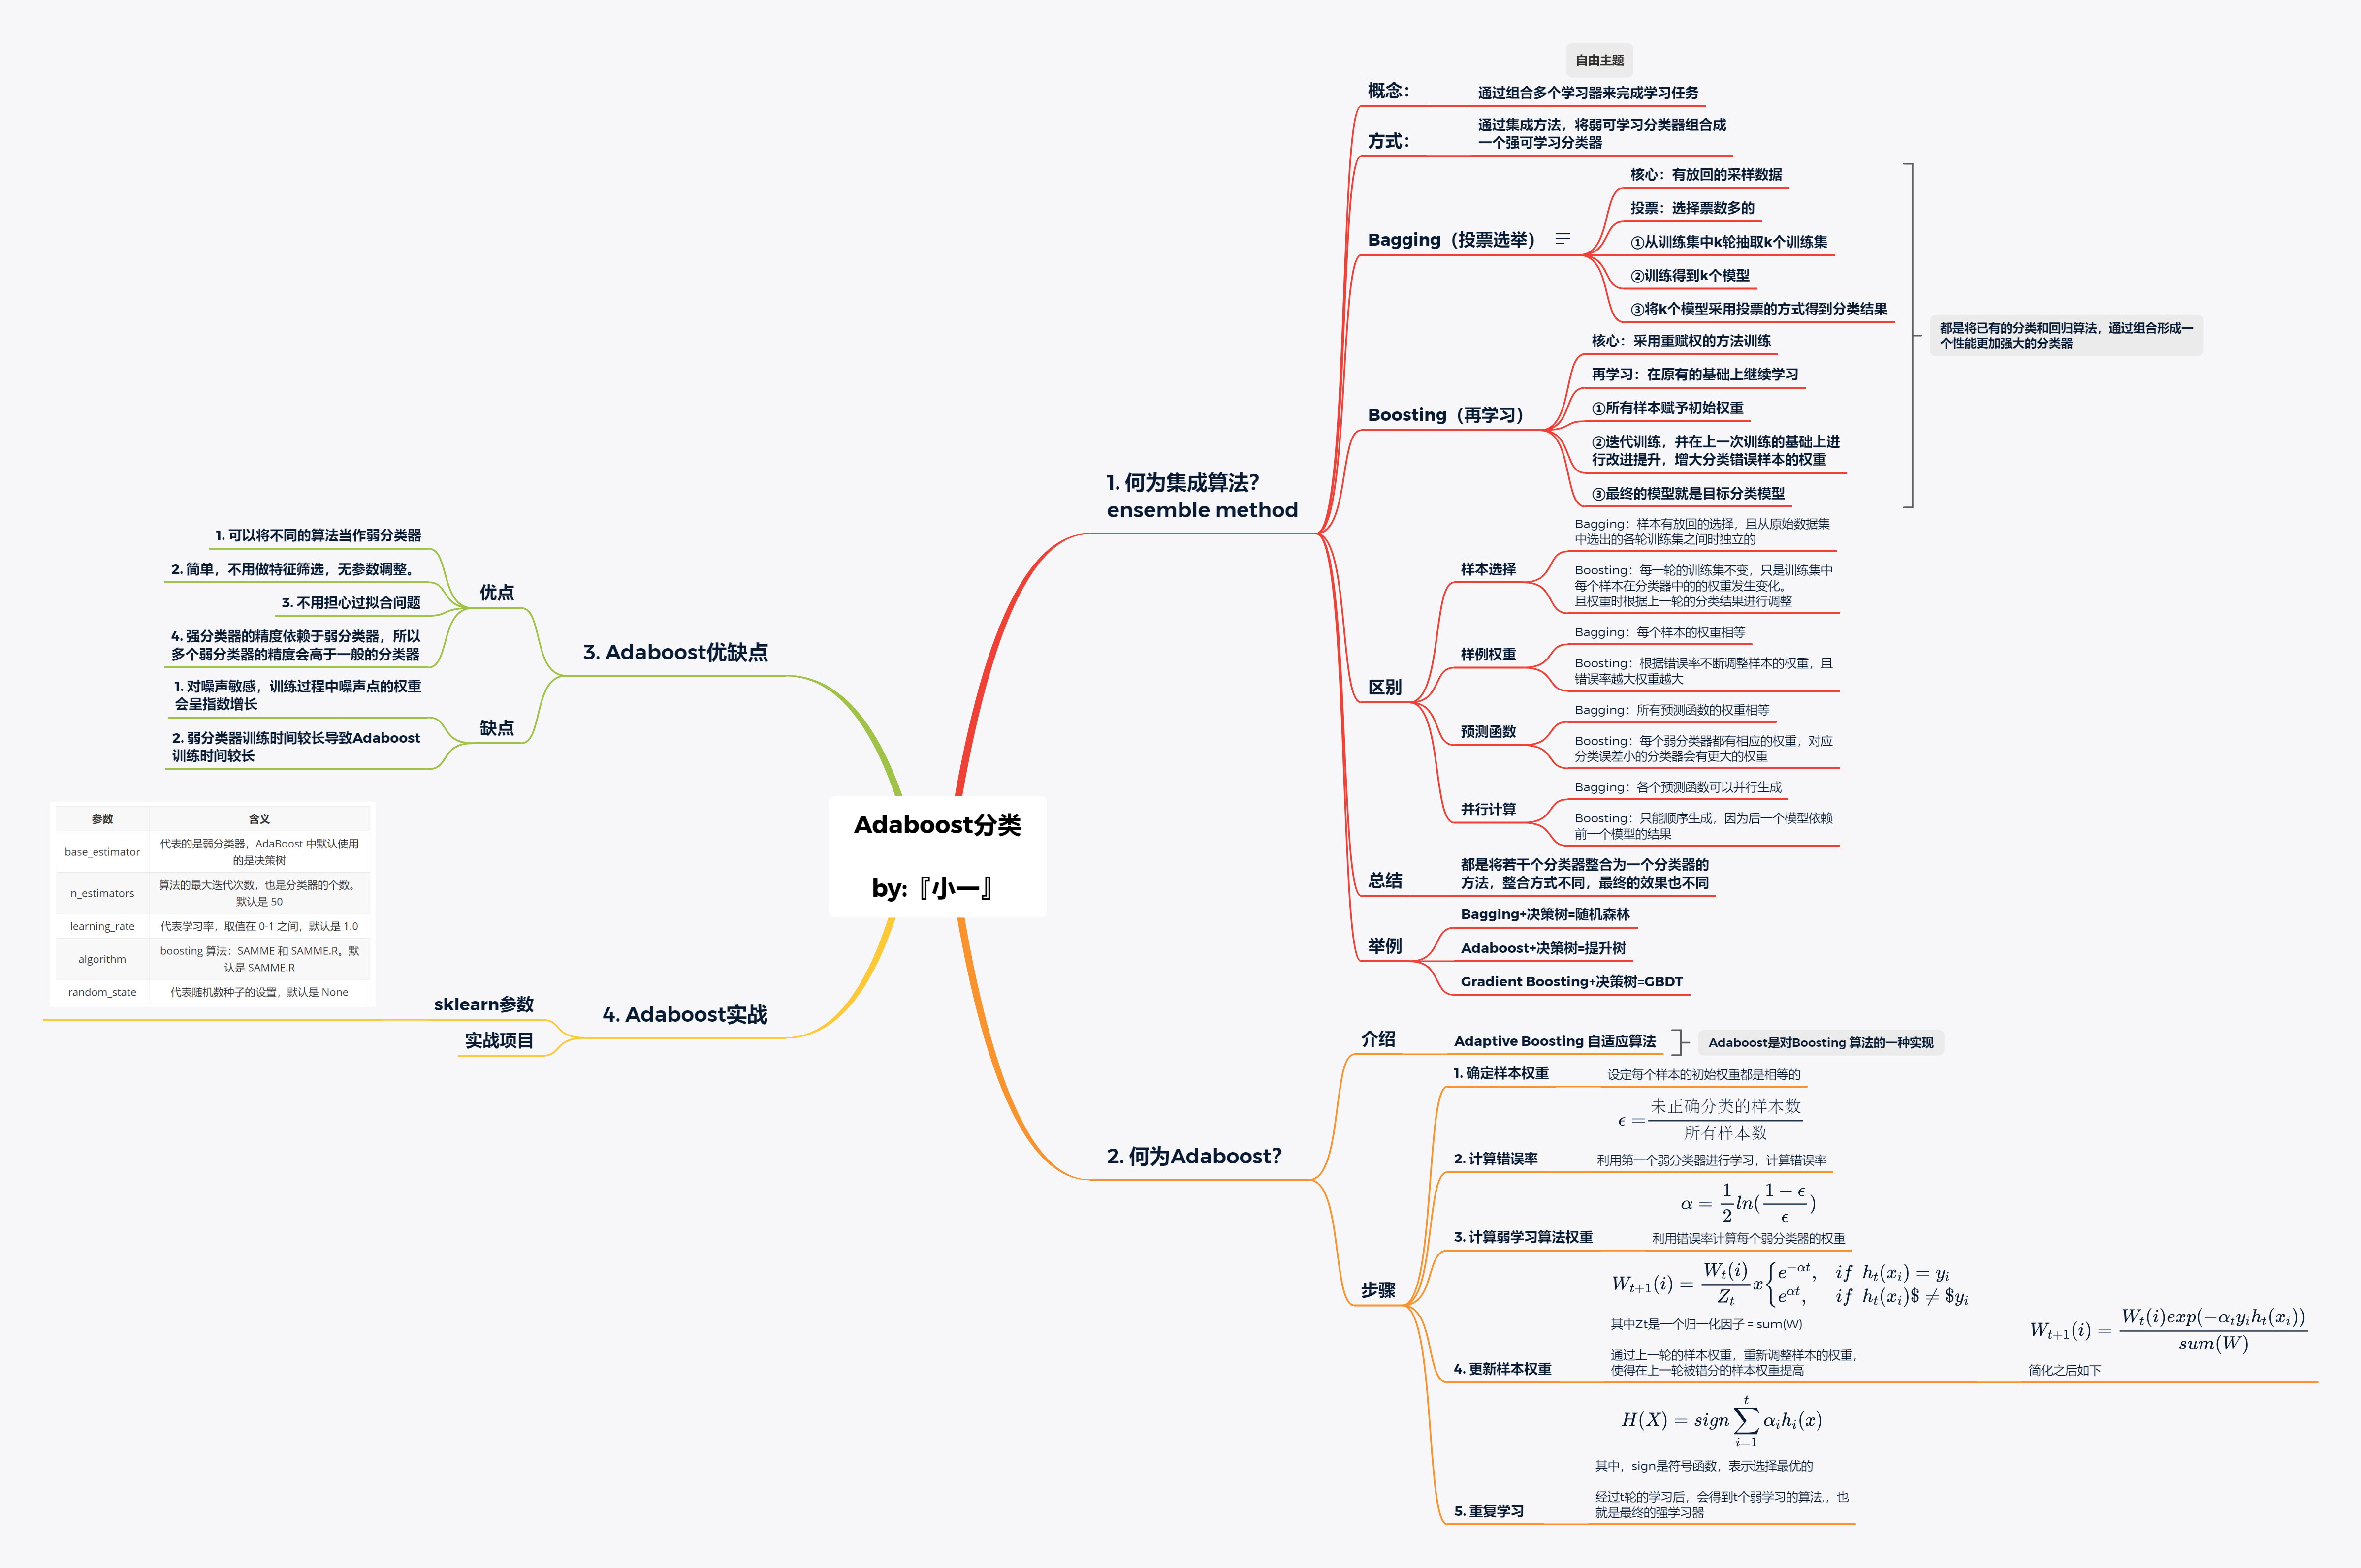 自由主题
Adaboost分类
by:『小一』
1. 何为集成算法?
ensemble method
概念：
通过组合多个学习器来完成学习任务
方式：
通过集成方法，将弱可学习分类器组合成
一个强可学习分类器
Bagging（投票选举）
核心：有放回的采样数据
投票：选择票数多的
①从训练集中k轮抽取k个训练集
②训练得到k个模型
③将k个模型采用投票的方式得到分类结果
Boosting（再学习）
核心：采用重赋权的方法训练
再学习：在原有的基础上继续学习
①所有样本赋予初始权重
②迭代训练，并在上一次训练的基础上进
行改进提升，增大分类错误样本的权重
③最终的模型就是目标分类模型
都是将已有的分类和回归算法，通过组合形成一
个性能更加强大的分类器
区别
样本选择
Bagging：样本有放回的选择，且从原始数据集
中选出的各轮训练集之间时独立的
Boosting：每一轮的训练集不变，只是训练集中
每个样本在分类器中的的权重发生变化。
且权重时根据上一轮的分类结果进行调整
样例权重
Bagging：每个样本的权重相等
Boosting：根据错误率不断调整样本的权重，且
错误率越大权重越大
预测函数
Bagging：所有预测函数的权重相等
Boosting：每个弱分类器都有相应的权重，对应
分类误差小的分类器会有更大的权重
并行计算
Bagging：各个预测函数可以并行生成
Boosting：只能顺序生成，因为后一个模型依赖
前一个模型的结果
总结
都是将若干个分类器整合为一个分类器的
方法，整合方式不同，最终的效果也不同
举例
Bagging+决策树=随机森林
Adaboost+决策树=提升树
Gradient Boosting+决策树=GBDT
2. 何为Adaboost?
介绍
Adaptive Boosting 自适应算法
Adaboost是对Boosting 算法的一种实现
步骤
1. 确定样本权重
设定每个样本的初始权重都是相等的
2. 计算错误率
ϵ = 未正确分类的样本数 / 所有样本数
利用第一个弱分类器进行学习，计算错误率
3. 计算弱学习算法权重
α = 1/2 ln( (1 − ϵ)/ϵ )
利用错误率计算每个弱分类器的权重
4. 更新样本权重
W_{t+1}(i) = W_t(i)/Z_t x { e^{−αt}, if h_t(x_i) = y_i
e^{αt}, if h_t(x_i)$ ≠ $y_i
其中Zt是一个归一化因子 = sum(W)
通过上一轮的样本权重，重新调整样本的权重，
使得在上一轮被错分的样本权重提高
W_{t+1}(i) = W_t(i)exp(−α_t y_i h_t(x_i)) / sum(W)
简化之后如下
5. 重复学习
H(X) = sign ∑_{i=1}^{t} α_i h_i(x)
其中，sign是符号函数，表示选择最优的
经过t轮的学习后，会得到t个弱学习的算法,，也
就是最终的强学习器
3. Adaboost优缺点
优点
1. 可以将不同的算法当作弱分类器
2. 简单，不用做特征筛选，无参数调整。
3. 不用担心过拟合问题
4. 强分类器的精度依赖于弱分类器，所以
多个弱分类器的精度会高于一般的分类器
缺点
1. 对噪声敏感，训练过程中噪声点的权重
会呈指数增长
2. 弱分类器训练时间较长导致Adaboost
训练时间较长
4. Adaboost实战
sklearn参数
参数 含义
base_estimator 代表的是弱分类器，AdaBoost 中默认使用
的是决策树
n_estimators 算法的最大迭代次数，也是分类器的个数。
默认是 50
learning_rate 代表学习率，取值在 0-1 之间，默认是 1.0
algorithm boosting 算法：SAMME 和 SAMME.R。默
认是 SAMME.R
random_state 代表随机数种子的设置，默认是 None
实战项目